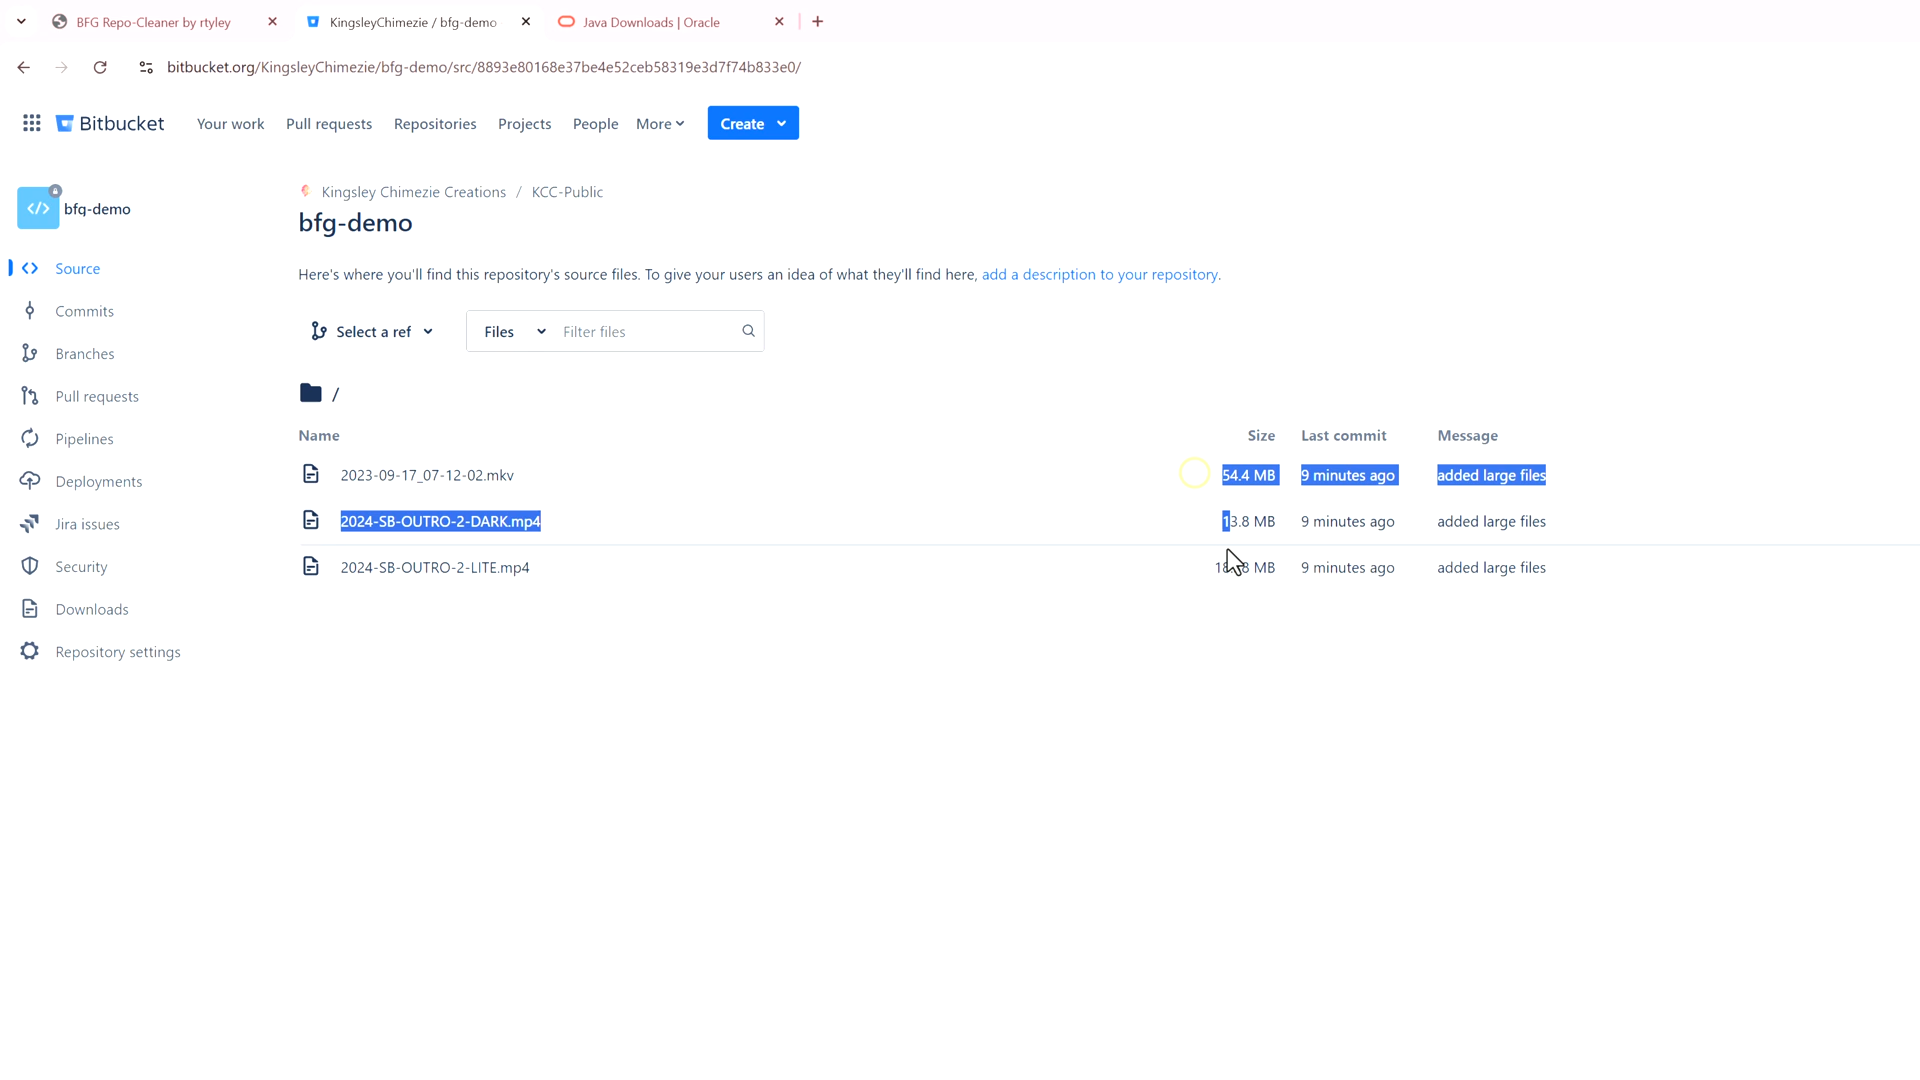 BFG Repo-Cleaner by rtyley
KingsleyChimezie / bfg-demo
Java Downloads | Oracle
bitbucket.org/KingsleyChimezie/bfg-demo/src/8893e80168e37be4e52ceb58319e3d7f74b833e0/
Bitbucket Your work Pull requests Repositories Projects People More Create
bfg-demo
Source
Commits
Branches
Pull requests
Pipelines
Deployments
Jira issues
Security
Downloads
Repository settings
Kingsley Chimezie Creations / KCC-Public
bfg-demo
Here's where you'll find this repository's source files. To give your users an idea of what they'll find here, add a description to your repository.
Select a ref Files Filter files
/
Name Size Last commit Message
2023-09-17_07-12-02.mkv 54.4 MB 9 minutes ago added large files
2024-SB-OUTRO-2-DARK.mp4 13.8 MB 9 minutes ago added large files
2024-SB-OUTRO-2-LITE.mp4 MB 9 minutes ago added large files